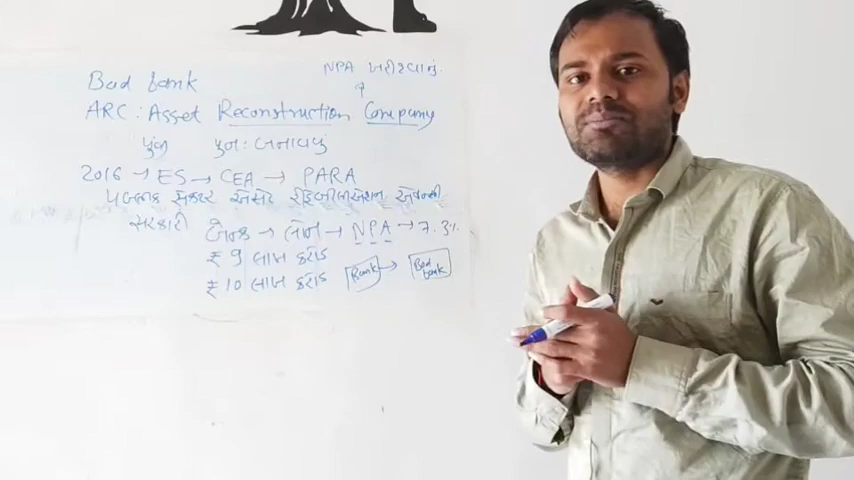 Bad bank
NPA ખરીદવાનું.
ARC : Asset Reconstruction Company
પુનઃ બનાવવું
2016 → ES → CEA → PARA
પબ્લીક સેક્ટર એસેટ રીહેબીલીએશન એજન્સી.
સરકારી
બેન્ક → લોન → NPA → 7.3%.
₹ 9 લાખ કરોડ
₹ 10 લાખ કરોડ Bank → Bad bank